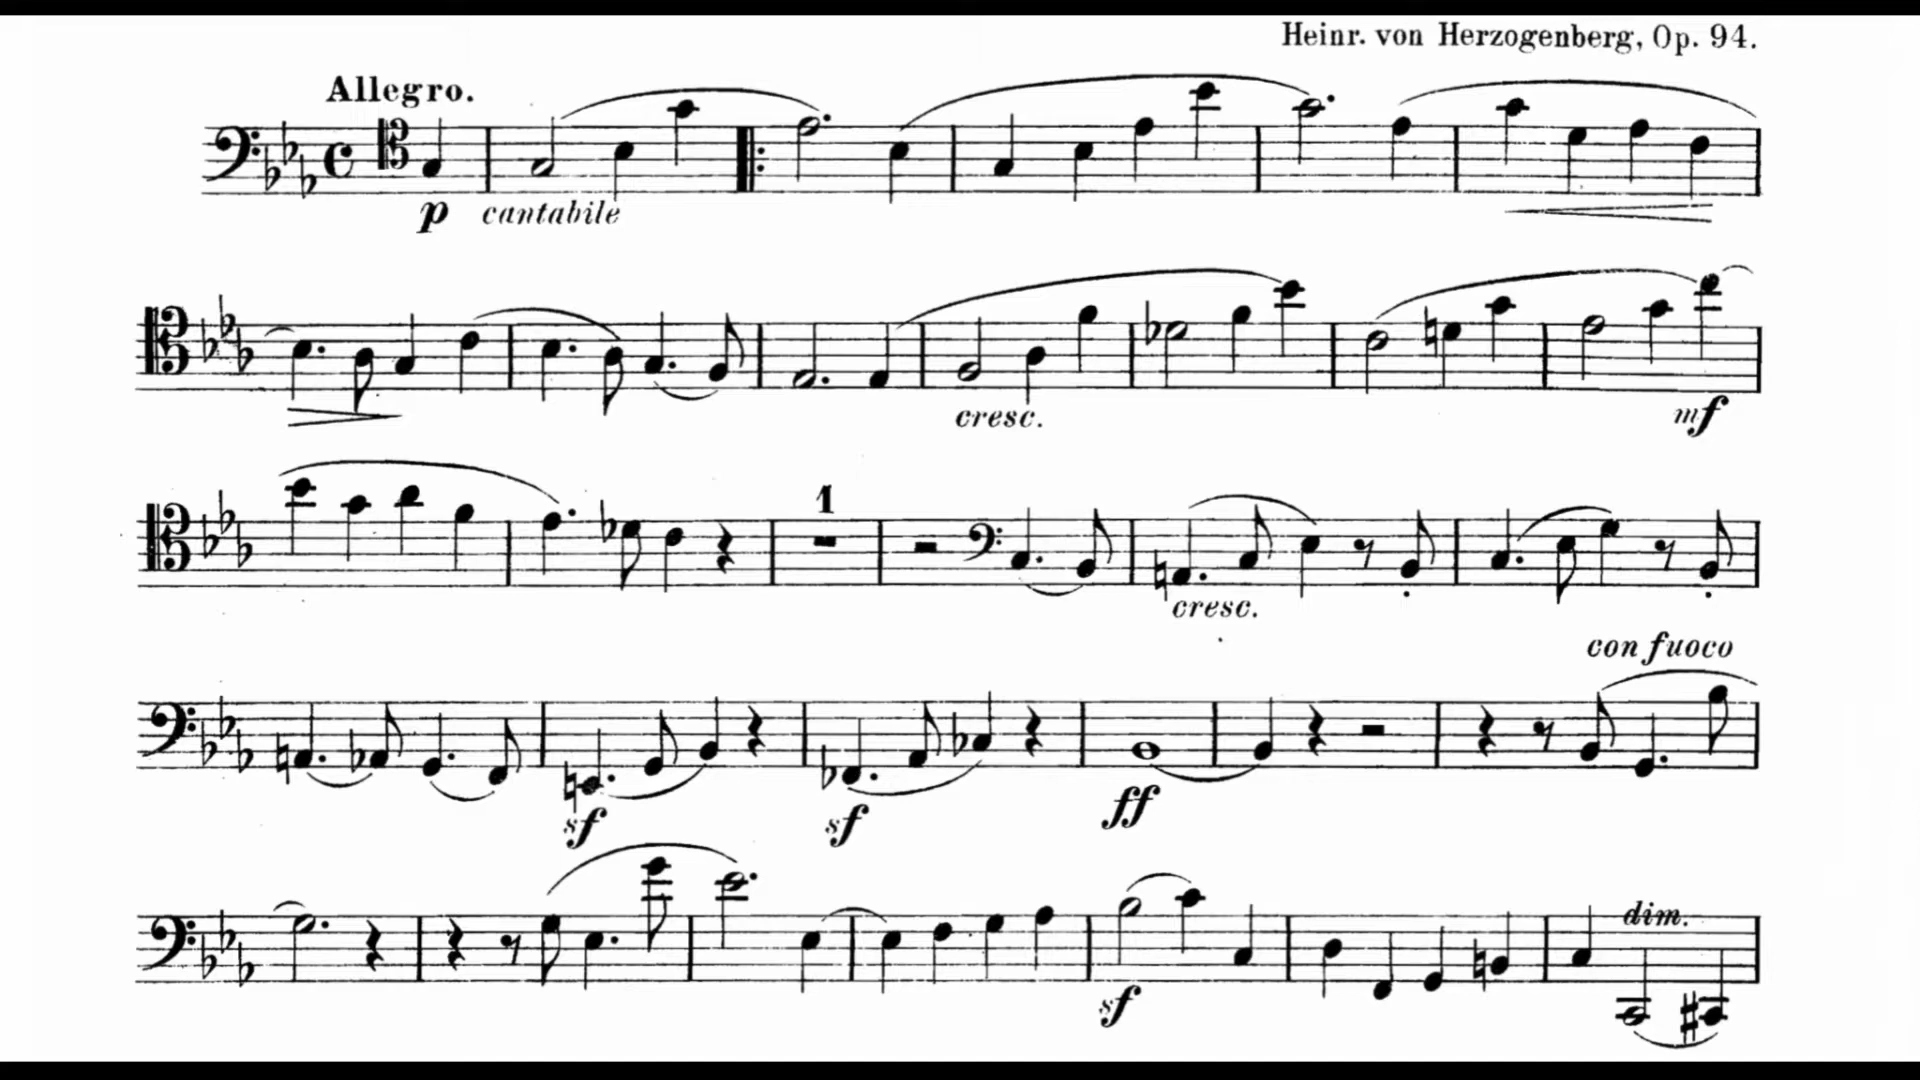 Heinr. von Herzogenberg, Op. 94.
Allegro.
p cantabile
cresc.
mf
1
cresc.
con fuoco
sf sf ff
dim.
sf